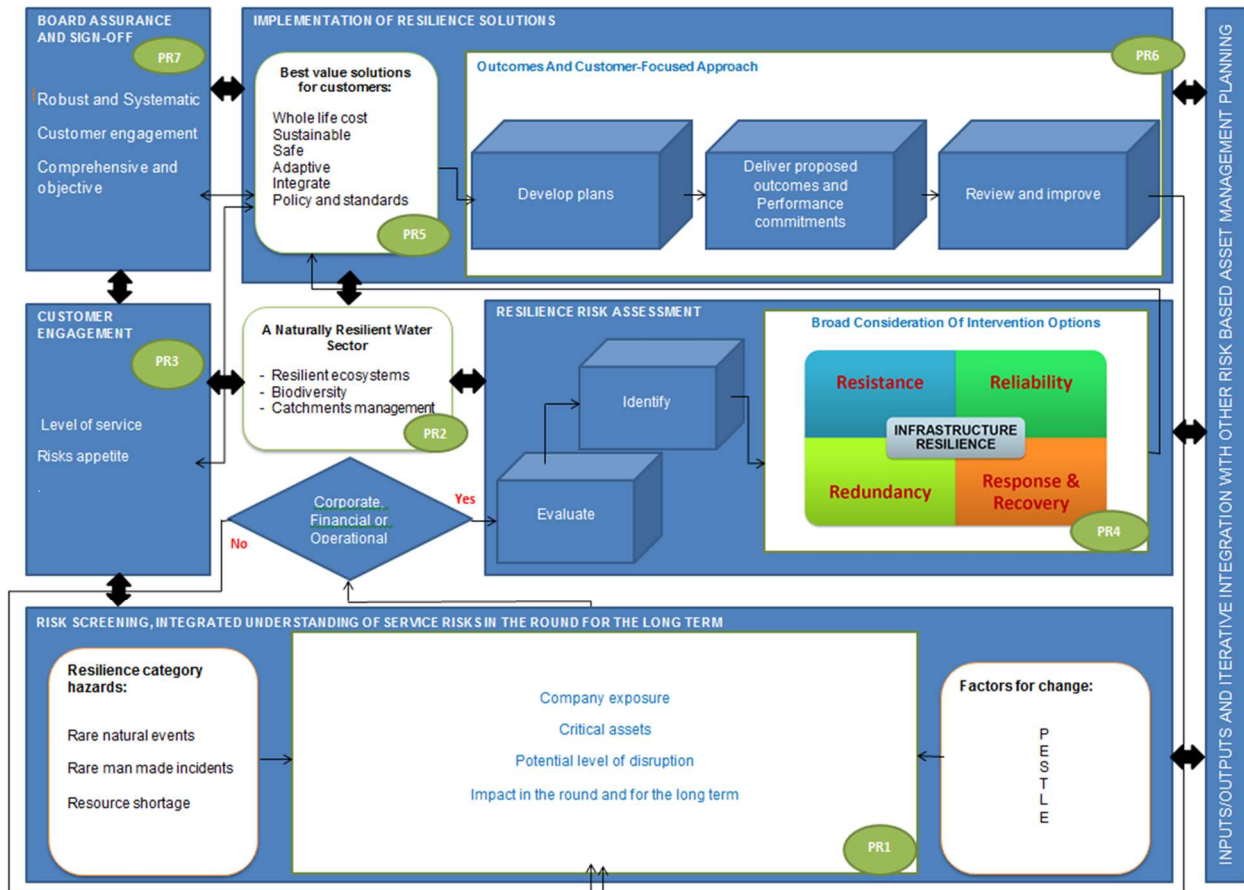 BOARD ASSURANCE
AND SIGN-OFF
PR7
Robust and Systematic
Customer engagement
Comprehensive and
objective
IMPLEMENTATION OF RESILIENCE SOLUTIONS
PR6
Best value solutions
for customers:
Whole life cost
Sustainable
Safe
Adaptive
Integrate
Policy and standards
PR5
Outcomes And Customer-Focused Approach
Develop plans
Deliver proposed
outcomes and
Performance
commitments
Review and improve
INPUTS/OUTPUTS AND ITERATIVE INTEGRATION WITH OTHER RISK BASED ASSET MANAGEMENT PLANNING
CUSTOMER
ENGAGEMENT
PR3
Level of service
Risks appetite
.
A Naturally Resilient Water
Sector
- Resilient ecosystems
- Biodiversity
- Catchments management
PR2
RESILIENCE RISK ASSESSMENT
Evaluate
Identify
Broad Consideration Of Intervention Options
Resistance
Reliability
INFRASTRUCTURE
RESILIENCE
Redundancy
Response &
Recovery
PR4
Corporate,
Financial or
Operational
Yes
No
RISK SCREENING, INTEGRATED UNDERSTANDING OF SERVICE RISKS IN THE ROUND FOR THE LONG TERM
Resilience category
hazards:
Rare natural events
Rare man made incidents
Resource shortage
Company exposure
Critical assets
Potential level of disruption
Impact in the round and for the long term
PR1
Factors for change:
P
E
S
T
L
E